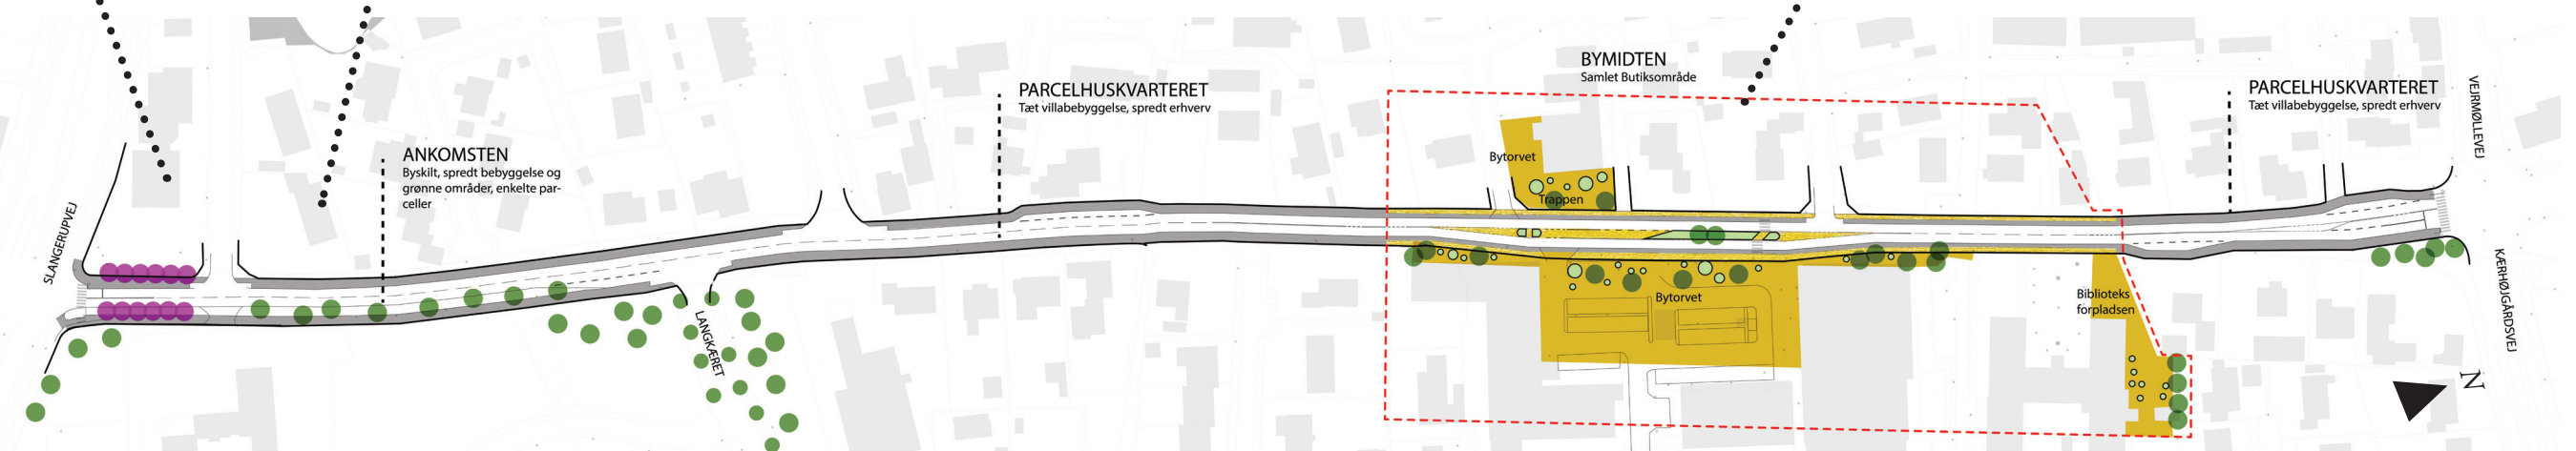 SLANGERUPVEJ
ANKOMSTEN
Byskilt, spredt bebyggelse og
grønne områder, enkelte par-
celler
LANGKÆRET
PARCELHUSKVARTERET
Tæt villabebyggelse, spredt erhverv
BYMIDTEN
Samlet Butiksområde
Bytorvet
Trappen
Bytorvet
Biblioteks
forpladsen
PARCELHUSKVARTERET
Tæt villabebyggelse, spredt erhverv
VEJRMØLLEVEJ
KÆRHØJGÅRDSVEJ
N